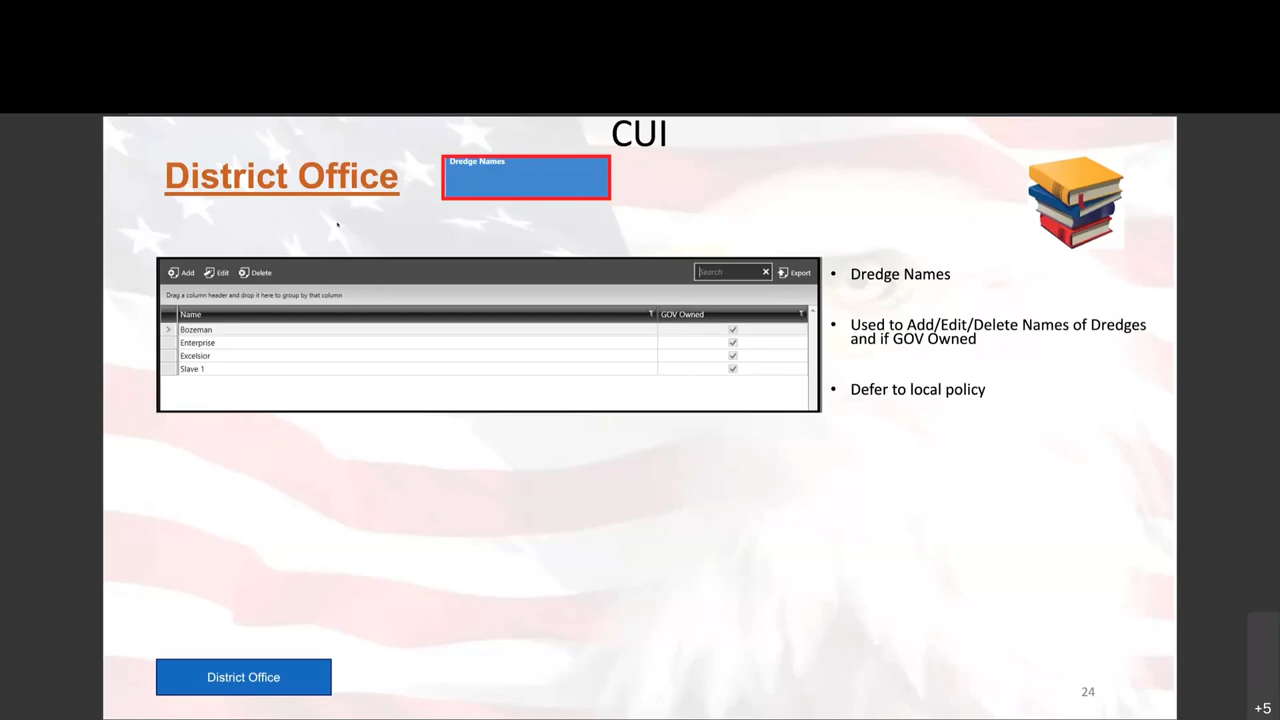 CUI
District Office
Dredge Names
Add Edit Delete
Search
Export
Drag a column header and drop it here to group by that column
Name GOV Owned
Bozeman
Enterprise
Excelsior
Slave 1
• Dredge Names
• Used to Add/Edit/Delete Names of Dredges
and if GOV Owned
• Defer to local policy
District Office
24
+5